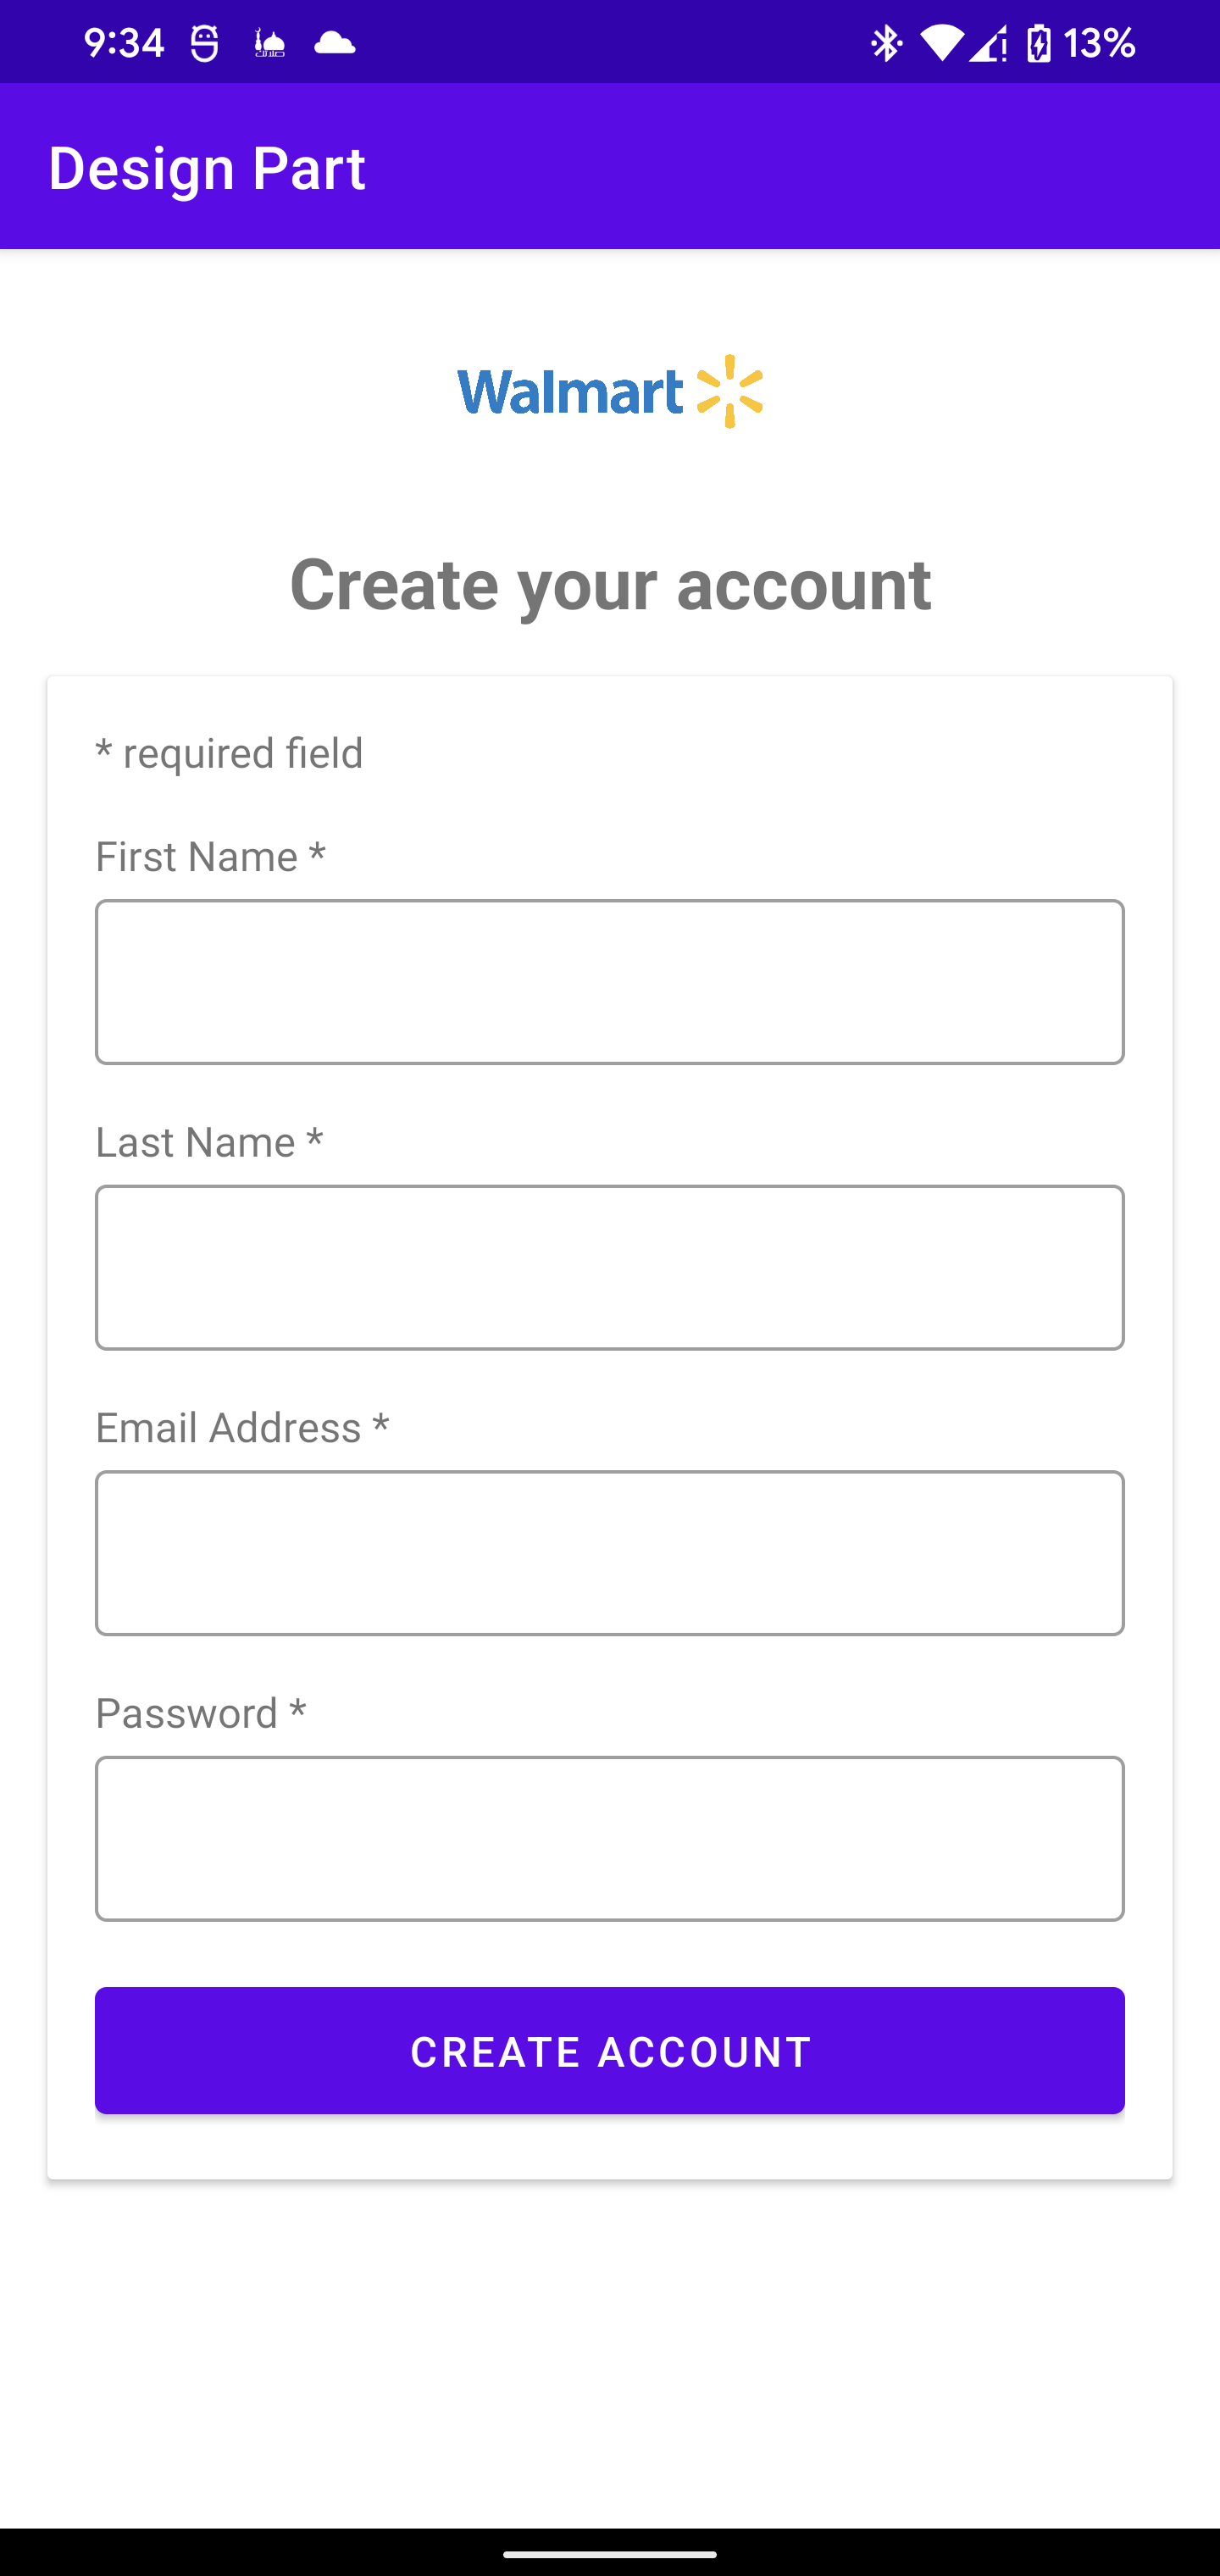 9:34
13%
Design Part
Walmart
Create your account
* required field
First Name *
Last Name *
Email Address *
Password *
CREATE ACCOUNT